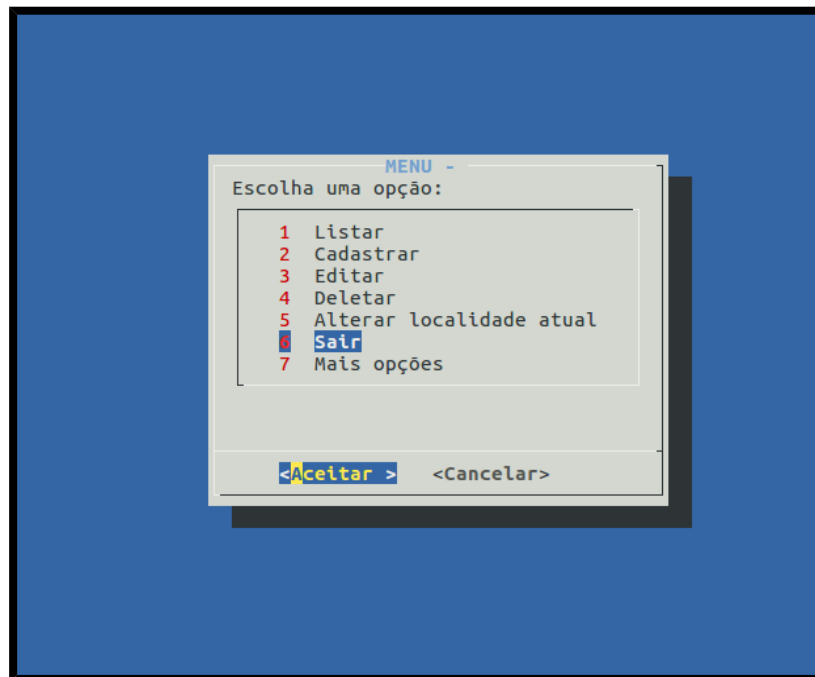 MENU -
Escolha uma opção:
1 Listar
2 Cadastrar
3 Editar
4 Deletar
5 Alterar localidade atual
6 Sair
7 Mais opções
<Aceitar > <Cancelar>